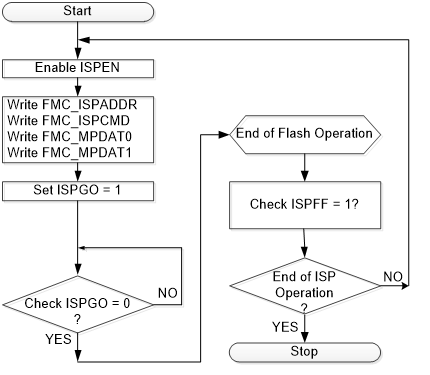 Start
Enable ISPEN
Write FMC_ISPADDR
Write FMC_ISPCMD
Write FMC_MPDAT0
Write FMC_MPDAT1
Set ISPGO = 1
Check ISPGO = 0
?
NO
YES
End of Flash Operation
Check ISPFF = 1?
End of ISP
Operation
?
NO
YES
Stop